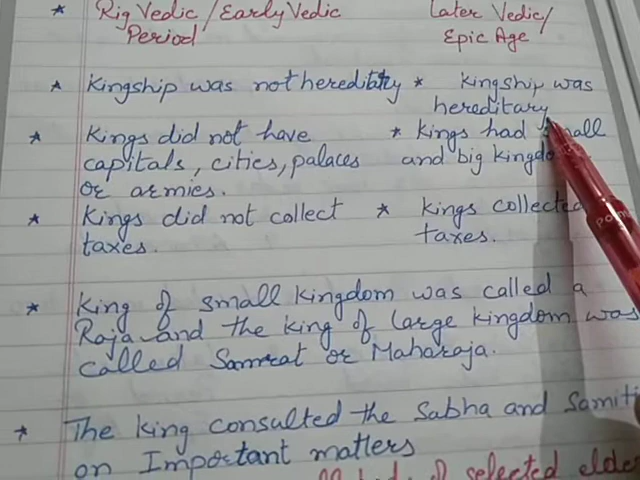 * Rig Vedic / Early Vedic Period
Later Vedic/ Epic Age
* Kingship was not hereditary
* Kingship was hereditary
* Kings did not have
capitals, cities, palaces
or armies.
* Kings had small
and big kingdo
* Kings did not collect
taxes.
* Kings collected
taxes.
* King of small kingdom was called a
Raja and the king of large kingdom was
called Samrat or Maharaja.
* The king consulted the Sabha and Samiti
on Important matters
of selected elde